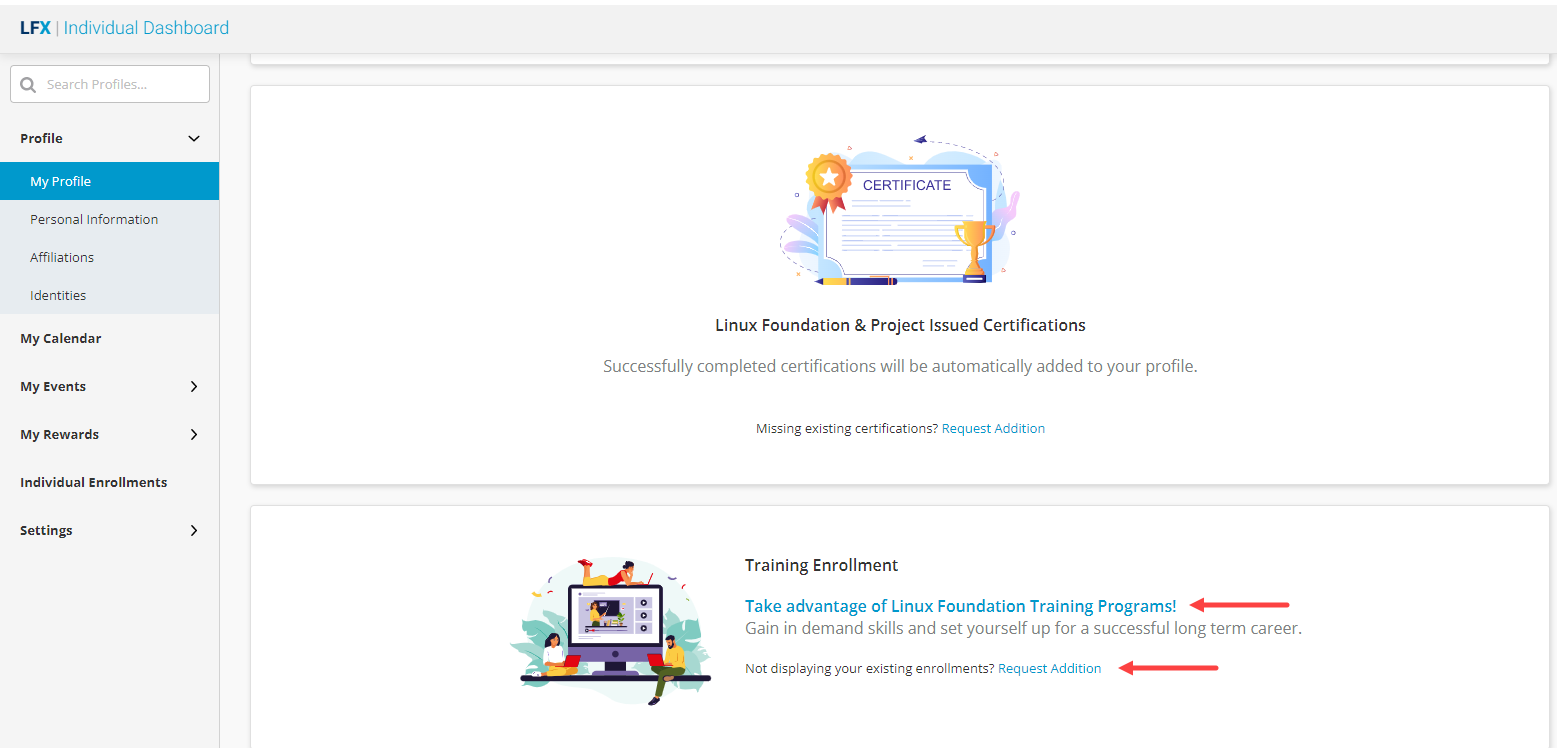 LFX | Individual Dashboard
Search Profiles...
Profile
My Profile
Personal Information
Affiliations
Identities
My Calendar
My Events
My Rewards
Individual Enrollments
Settings
CERTIFICATE
Linux Foundation & Project Issued Certifications
Successfully completed certifications will be automatically added to your profile.
Missing existing certifications? Request Addition
Training Enrollment
Take advantage of Linux Foundation Training Programs!
Gain in demand skills and set yourself up for a successful long term career.
Not displaying your existing enrollments? Request Addition